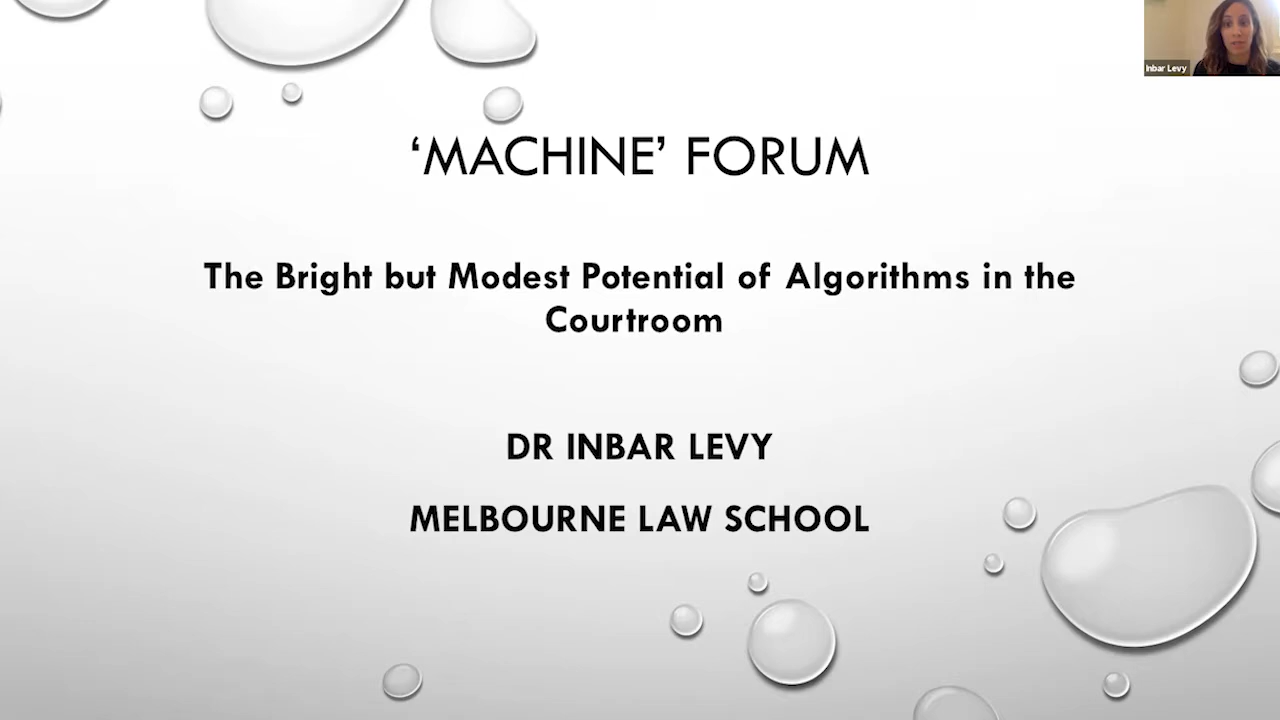 Inbar Levy
‘MACHINE’ FORUM
The Bright but Modest Potential of Algorithms in the
Courtroom
DR INBAR LEVY
MELBOURNE LAW SCHOOL